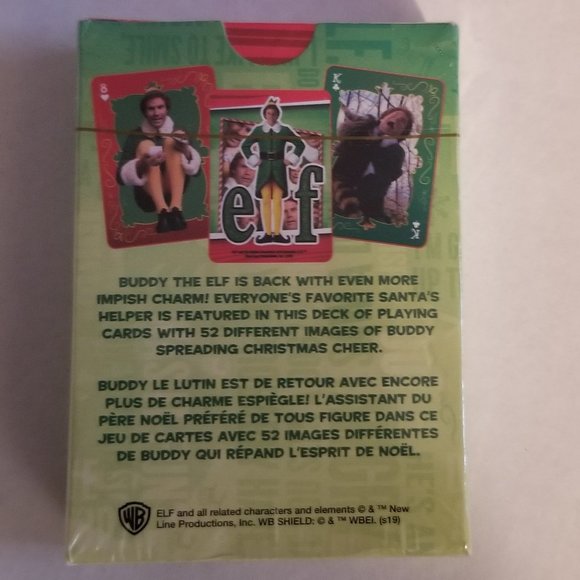 8
K
elf
K
BUDDY THE ELF IS BACK WITH EVEN MORE
IMPISH CHARM! EVERYONE'S FAVORITE SANTA'S
HELPER IS FEATURED IN THIS DECK OF PLAYING
CARDS WITH 52 DIFFERENT IMAGES OF BUDDY
SPREADING CHRISTMAS CHEER.
BUDDY LE LUTIN EST DE RETOUR AVEC ENCORE
PLUS DE CHARME ESPIÈGLE! L'ASSISTANT DU
PÈRE NOËL PRÉFÉRÉ DE TOUS FIGURE DANS CE
JEU DE CARTES AVEC 52 IMAGES DIFFÉRENTES
DE BUDDY QUI RÉPAND L'ESPRIT DE NOËL.
WB
ELF and all related characters and elements © & ™ New
Line Productions, Inc. WB SHIELD: © & ™ WBEI. (s19)